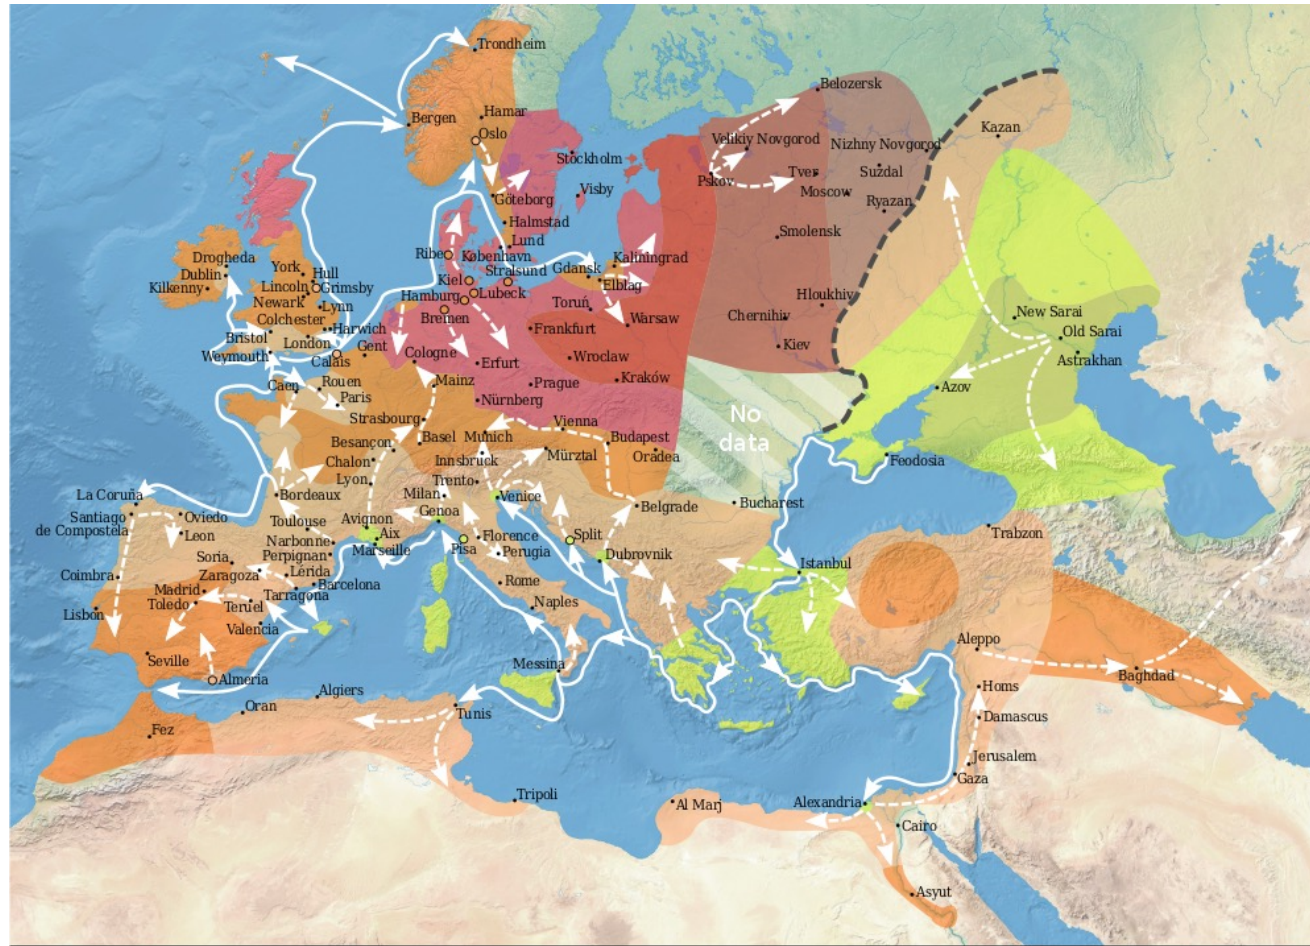 Trondheim
Belozersk
Hamar
Bergen
Oslo
Kazan
Velikiy Novgorod
Nizhny Novgorod
Stockholm
Tver
Suždal
Pskov
Moscow
Visby
Göteborg
Ryazan
Halmstad
Smolensk
Lund
Ribe
København
Drogheda
Kaliningrad
Dublin
York
Hull
Stralsund
Gdansk
Kilkenny
Lincoln
Grimsby
Kiel
Elbląg
Newark
Hamburg
Lubeck
Hloukhiv
Lynn
Toruń
New Sarai
Colchester
Bremen
Warsaw
Chernihiv
Harwich
Frankfurt
Old Sarai
Bristol
London
Gent
Kiev
Weymouth
Calais
Cologne
Erfurt
Wroclaw
Astrakhan
Caen
Rouen
Mainz
Prague
Kraków
Azov
Paris
Nürnberg
No
data
Strasbourg
Vienna
Besançon
Basel
Munich
Budapest
Mürztal
Oradea
Chalon
Innsbruck
Feodosia
Lyon
Trento
La Coruña
Bordeaux
Milan
Venice
Bucharest
Santiago
de Compostela
Oviedo
Genoa
Belgrade
Leon
Toulouse
Avignon
Aix
Florence
Split
Trabzon
Narbonne
Marseille
Pisa
Perugia
Dubrovnik
Soria
Perpignan
Istanbul
Coimbra
Zaragoza
Lérida
Barcelona
Rome
Madrid
Tarragona
Toledo
Teruel
Naples
Lisbon
Valencia
Aleppo
Seville
Messina
Baghdad
Almeria
Homs
Algiers
Oran
Tunis
Damascus
Fez
Jerusalem
Gaza
Tripoli
Al Marj
Alexandria
Cairo
Asyut